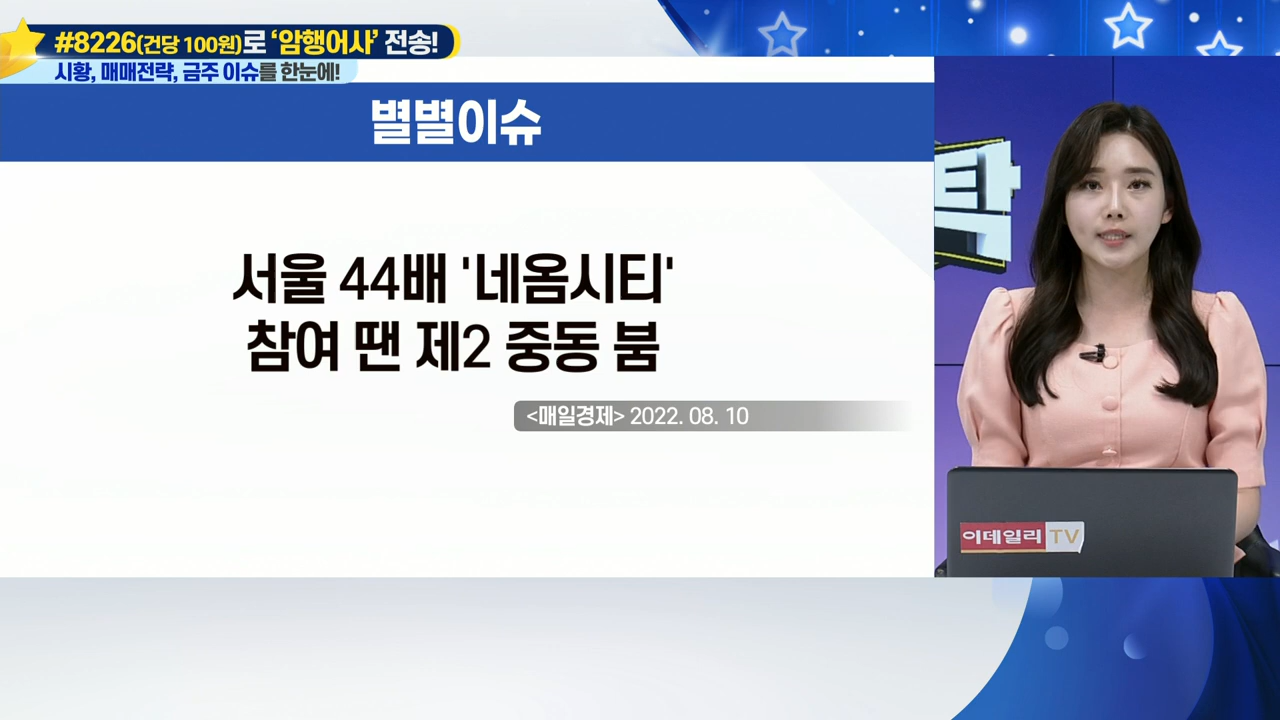 #8226(건당 100원)로 ‘암행어사’ 전송!
시황, 매매전략, 금주 이슈를 한눈에!
별별이슈
서울 44배 '네옴시티'
참여 땐 제2 중동 붐
<매일경제> 2022. 08. 10
탁
이데일리TV